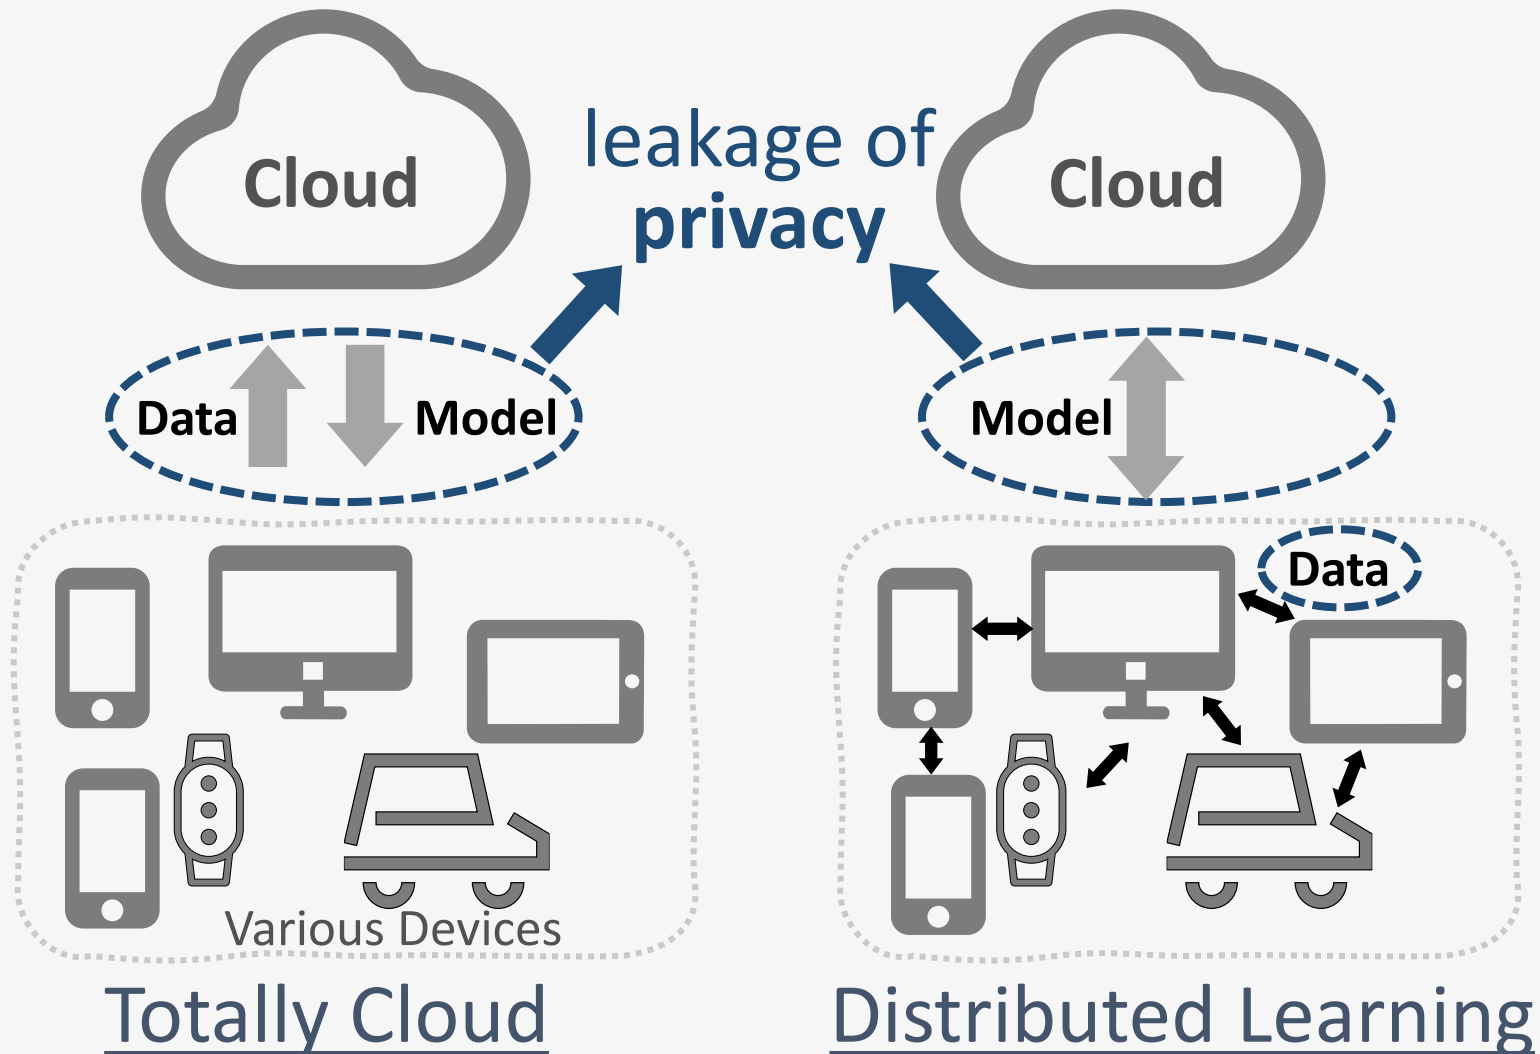 Cloud
leakage of
privacy
Cloud
Data
Model
Model
Data
Various Devices
Totally Cloud
Distributed Learning